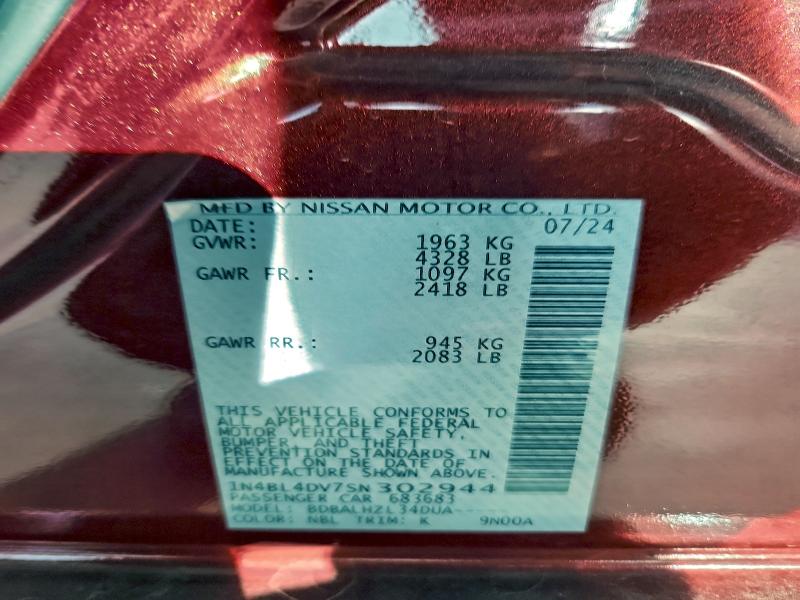 MFD BY NISSAN MOTOR CO., LTD.
DATE: 07/24
GVWR: 1963 KG
4328 LB
GAWR FR.: 1097 KG
2418 LB
GAWR RR.: 945 KG
2083 LB
THIS VEHICLE CONFORMS TO
ALL APPLICABLE FEDERAL
MOTOR VEHICLE SAFETY,
BUMPER, AND THEFT
PREVENTION STANDARDS IN
EFFECT ON THE DATE OF
MANUFACTURE SHOWN ABOVE.
1N4BL4DV7SN302944
PASSENGER CAR 683683
MODEL: BDBALHZL34DUA-----
COLOR: NBL TRIM: K 9N00A